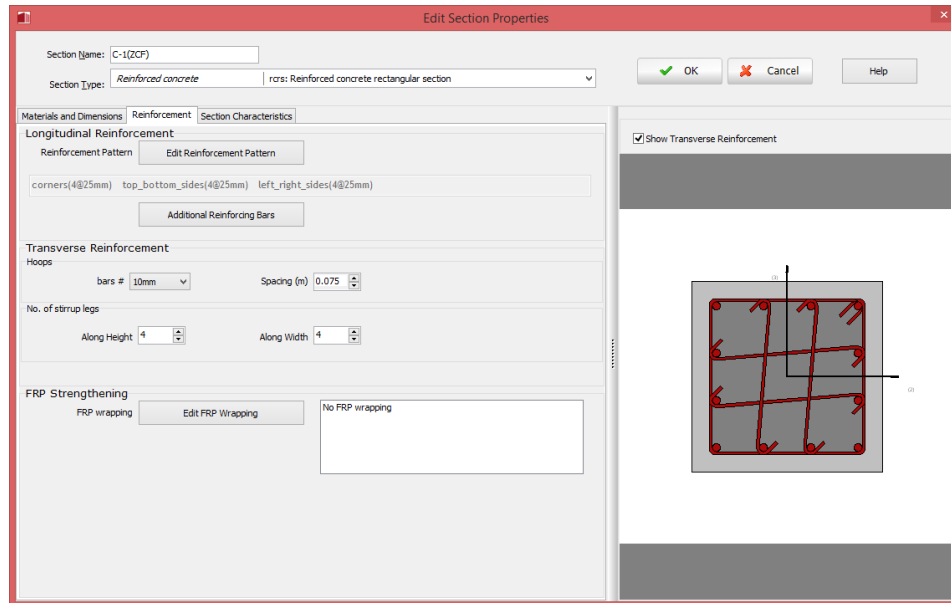 Edit Section Properties
Section Name: C-1(ZCF)
Section Type: Reinforced concrete rcrs: Reinforced concrete rectangular section
OK Cancel Help
Materials and Dimensions Reinforcement Section Characteristics
Longitudinal Reinforcement
Reinforcement Pattern Edit Reinforcement Pattern
corners(4@25mm) top_bottom_sides(4@25mm) left_right_sides(4@25mm)
Additional Reinforcing Bars
Transverse Reinforcement
Hoops
bars # 10mm Spacing (m) 0.075
No. of stirrup legs
Along Height 4 Along Width 4
FRP Strengthening
FRP wrapping Edit FRP Wrapping No FRP wrapping
Show Transverse Reinforcement
(3)
(2)